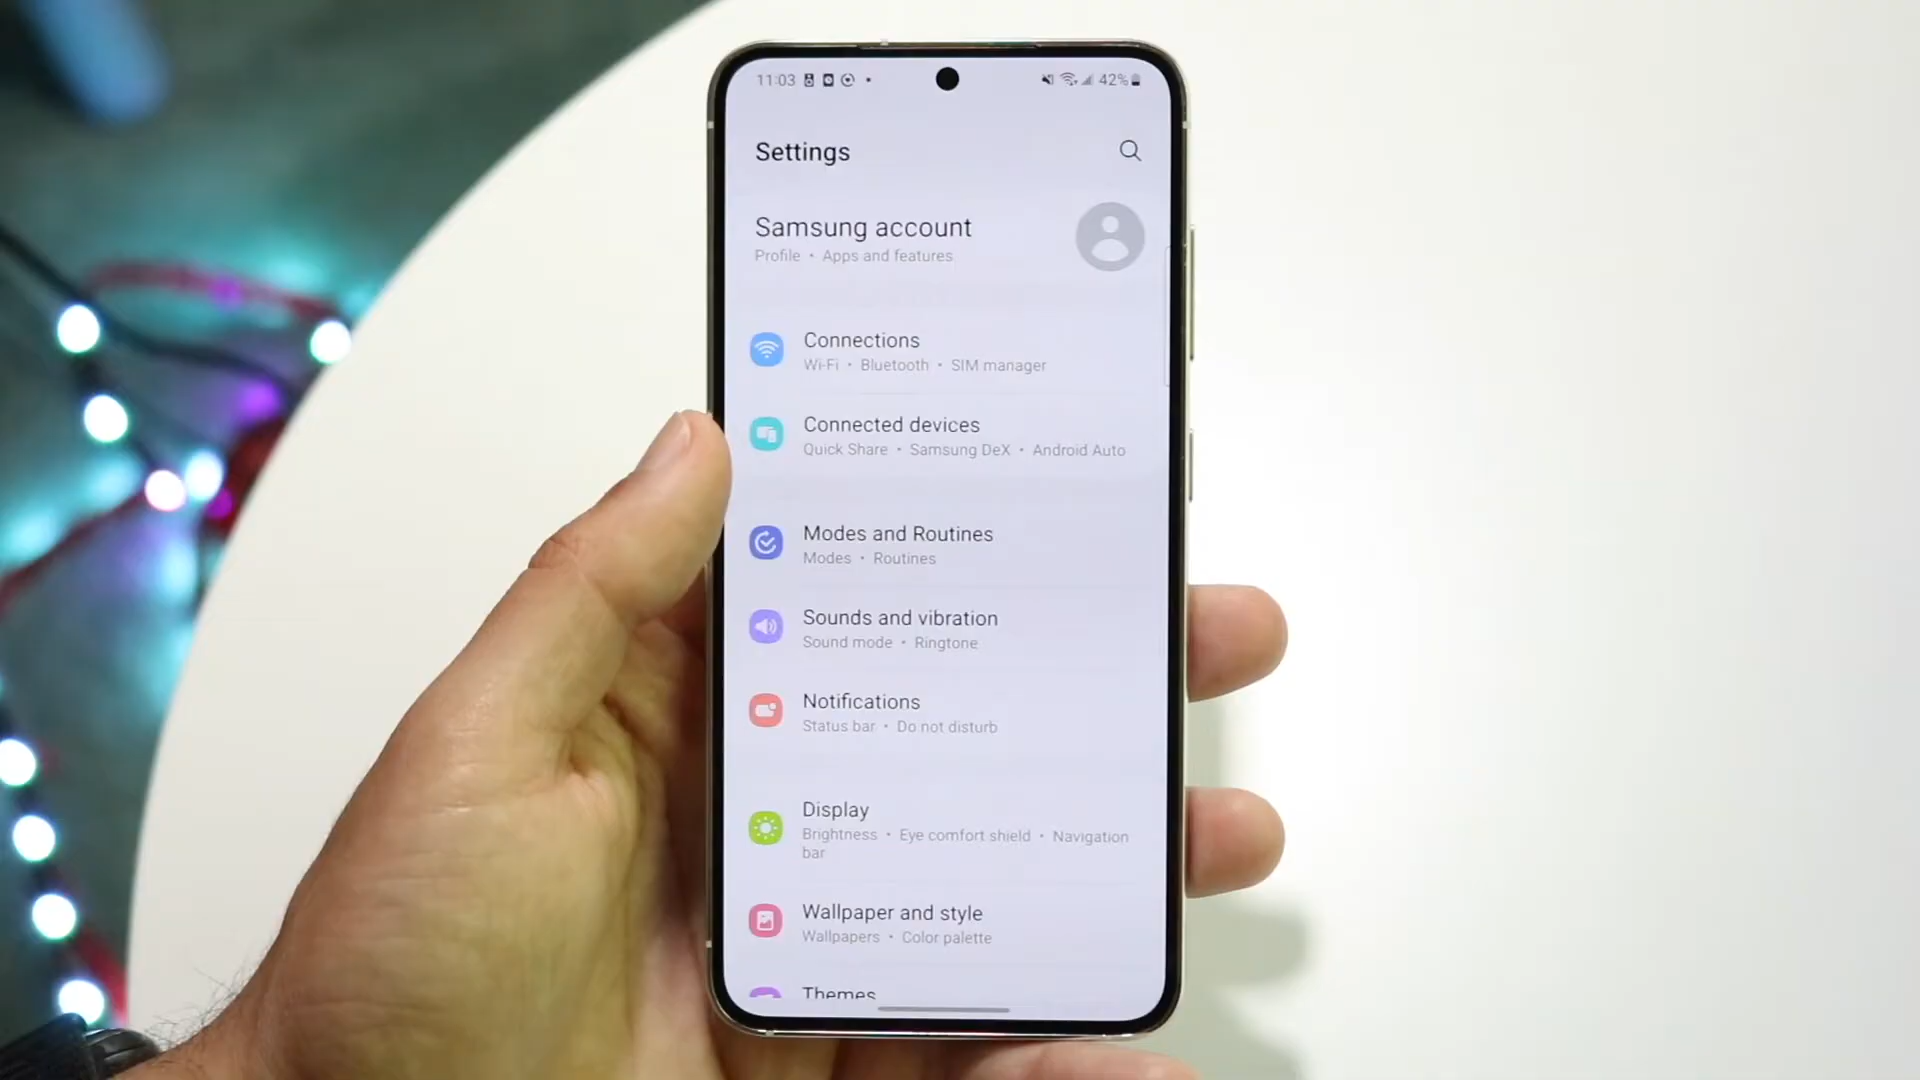 11:03
42%
Settings
Samsung account
Profile • Apps and features
Connections
Wi-Fi • Bluetooth • SIM manager
Connected devices
Quick Share • Samsung DeX • Android Auto
Modes and Routines
Modes • Routines
Sounds and vibration
Sound mode • Ringtone
Notifications
Status bar • Do not disturb
Display
Brightness • Eye comfort shield • Navigation
bar
Wallpaper and style
Wallpapers • Color palette
Themes